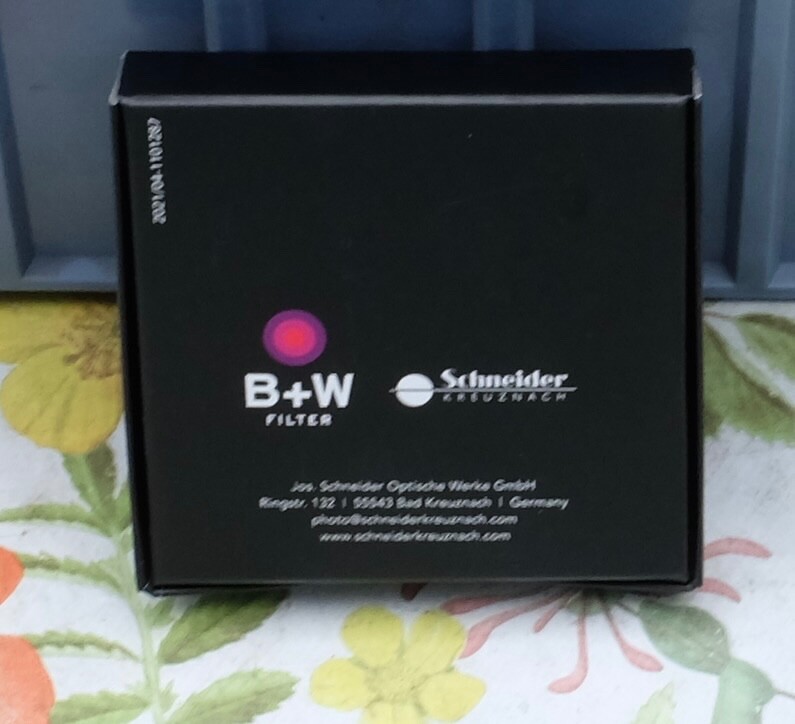 2021/04-1101287
B+W
FILTER
Schneider
KREUZNACH
Jos. Schneider Optische Werke GmbH
Ringstr. 132 | 55543 Bad Kreuznach | Germany
photo@schneiderkreuznach.com
www.schneiderkreuznach.com